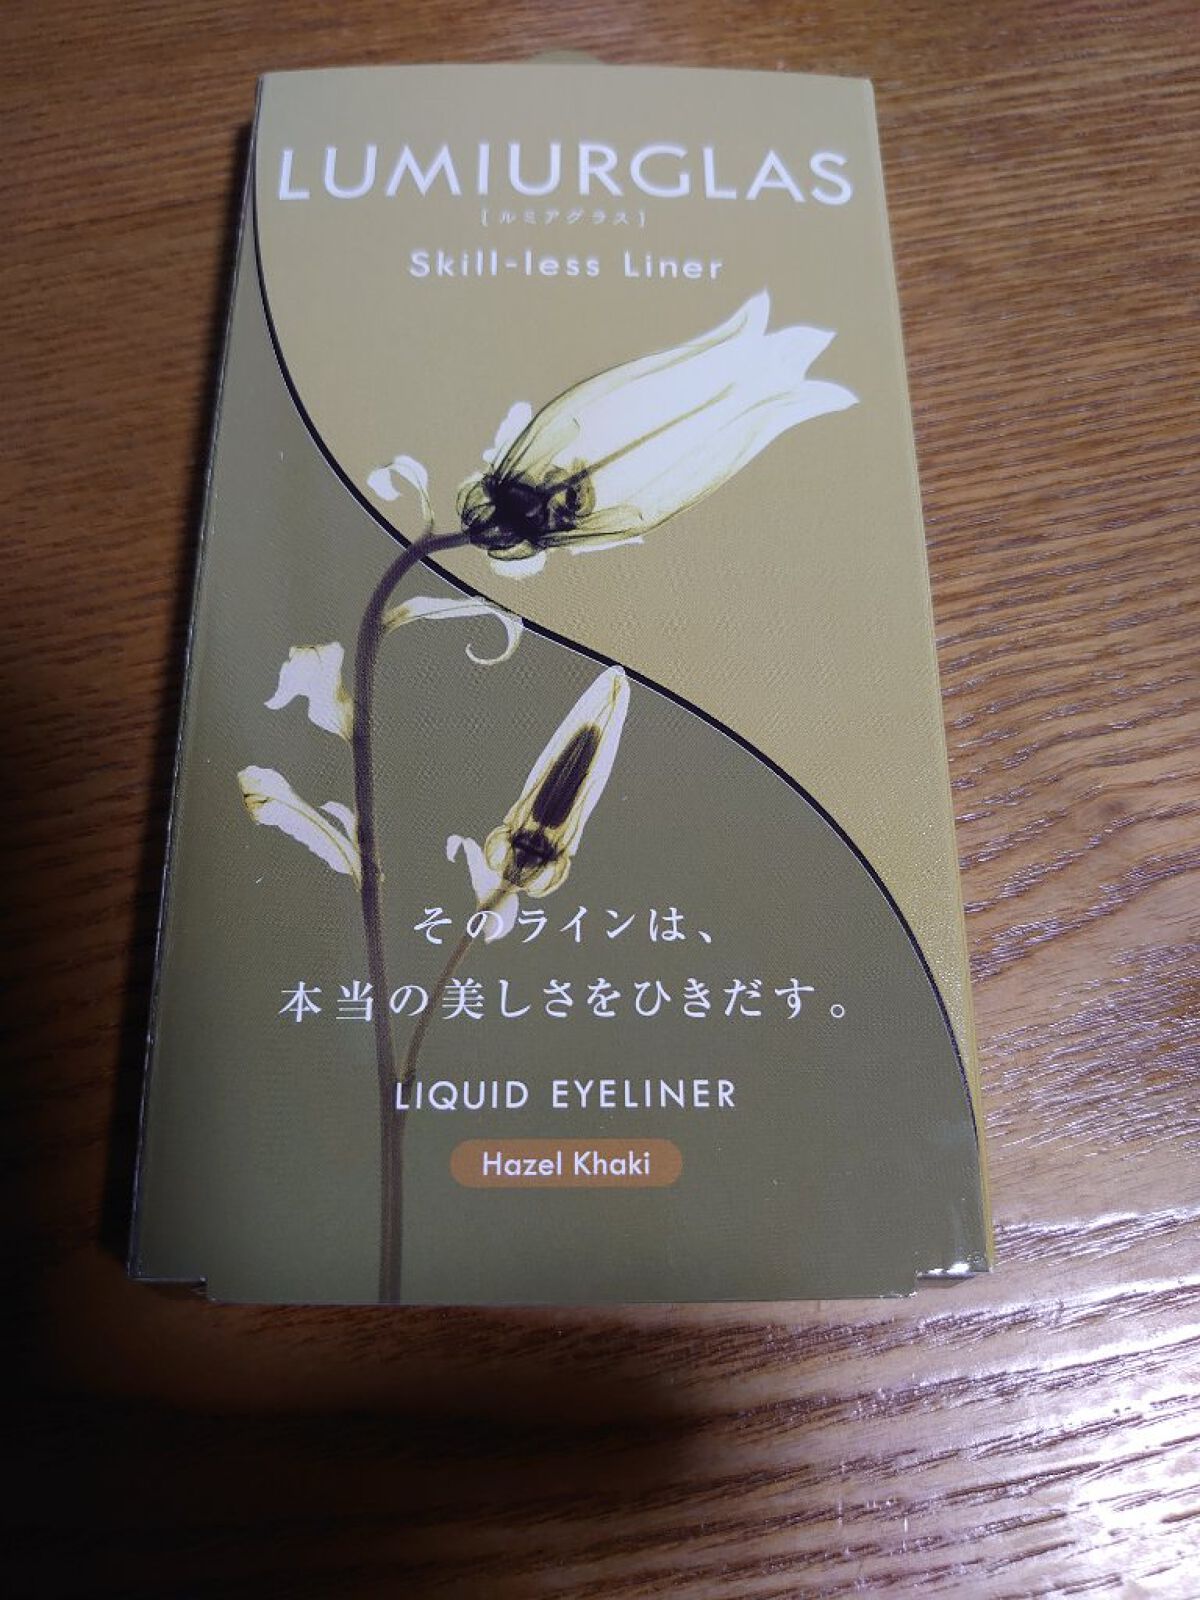 LUMIURGLAS
[ルミアグラス]
Skill-less Liner
そのラインは、
本当の美しさをひきだす。
LIQUID EYELINER
Hazel Khaki